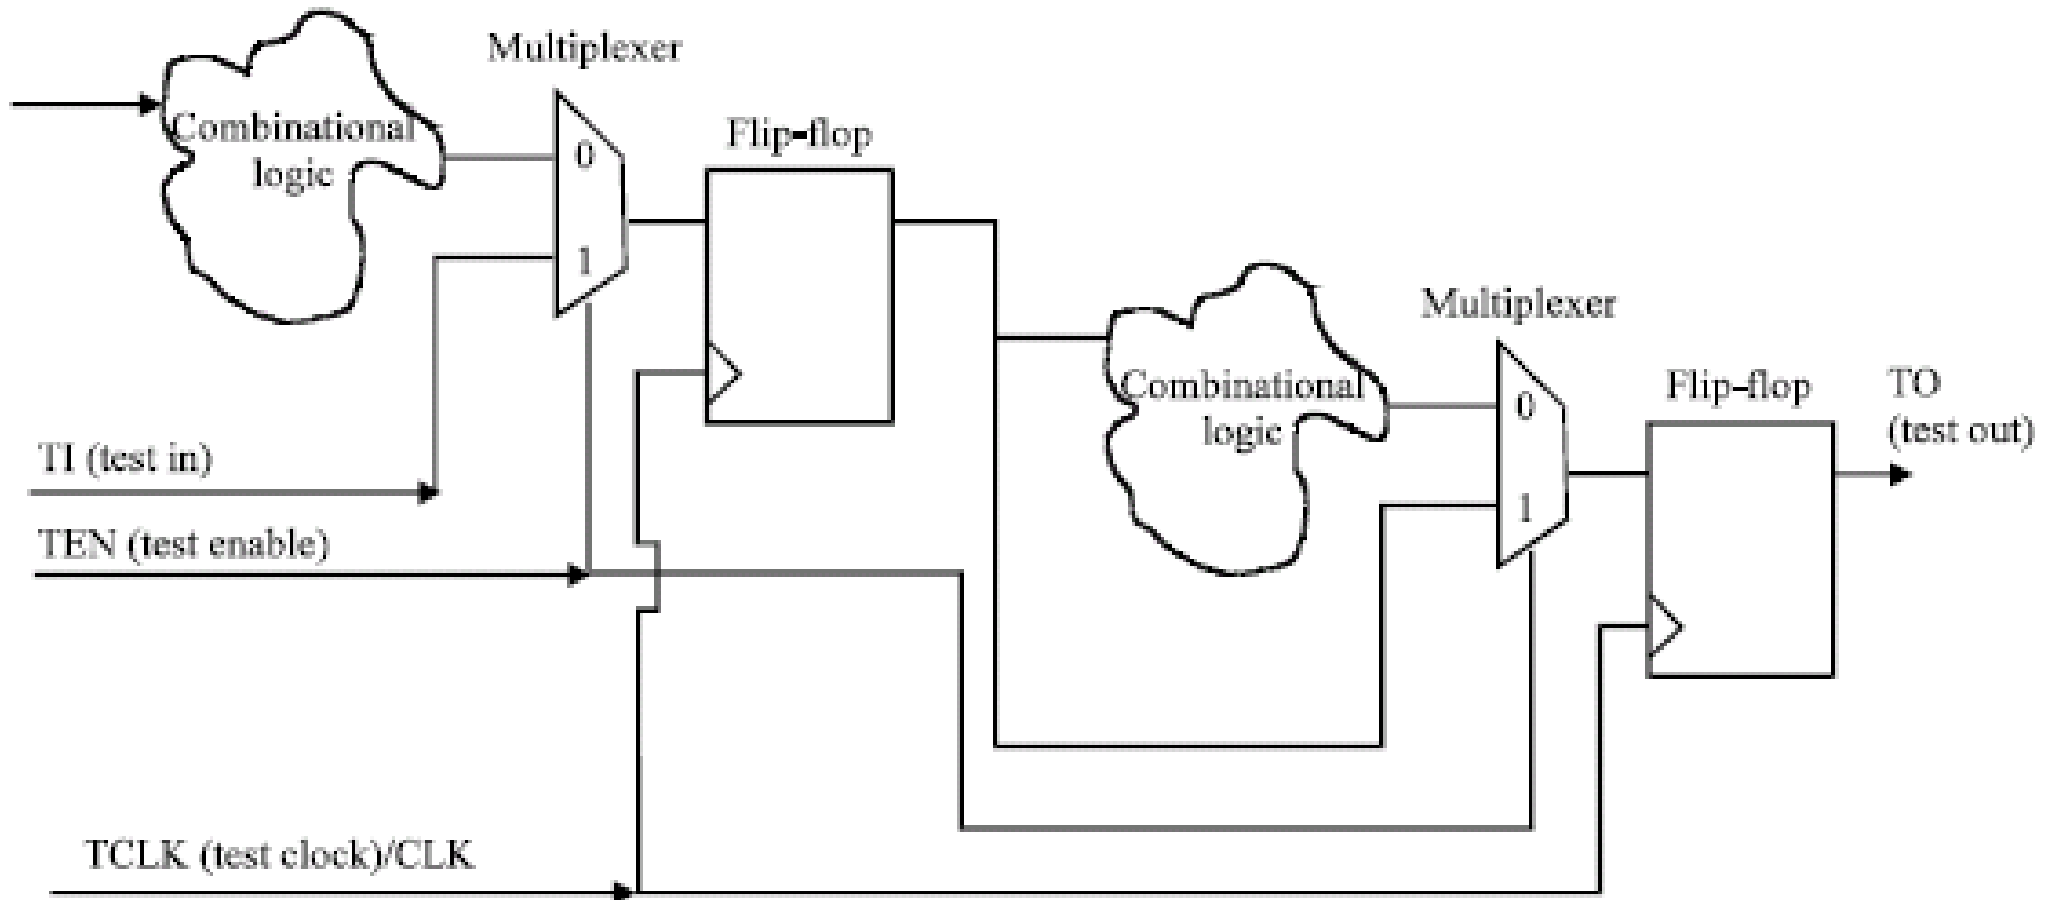 Multiplexer
Combinational
logic
0
1
Flip-flop
Multiplexer
Combinational
logic
0
1
Flip-flop
TO
(test out)
TI (test in)
TEN (test enable)
TCLK (test clock)/CLK